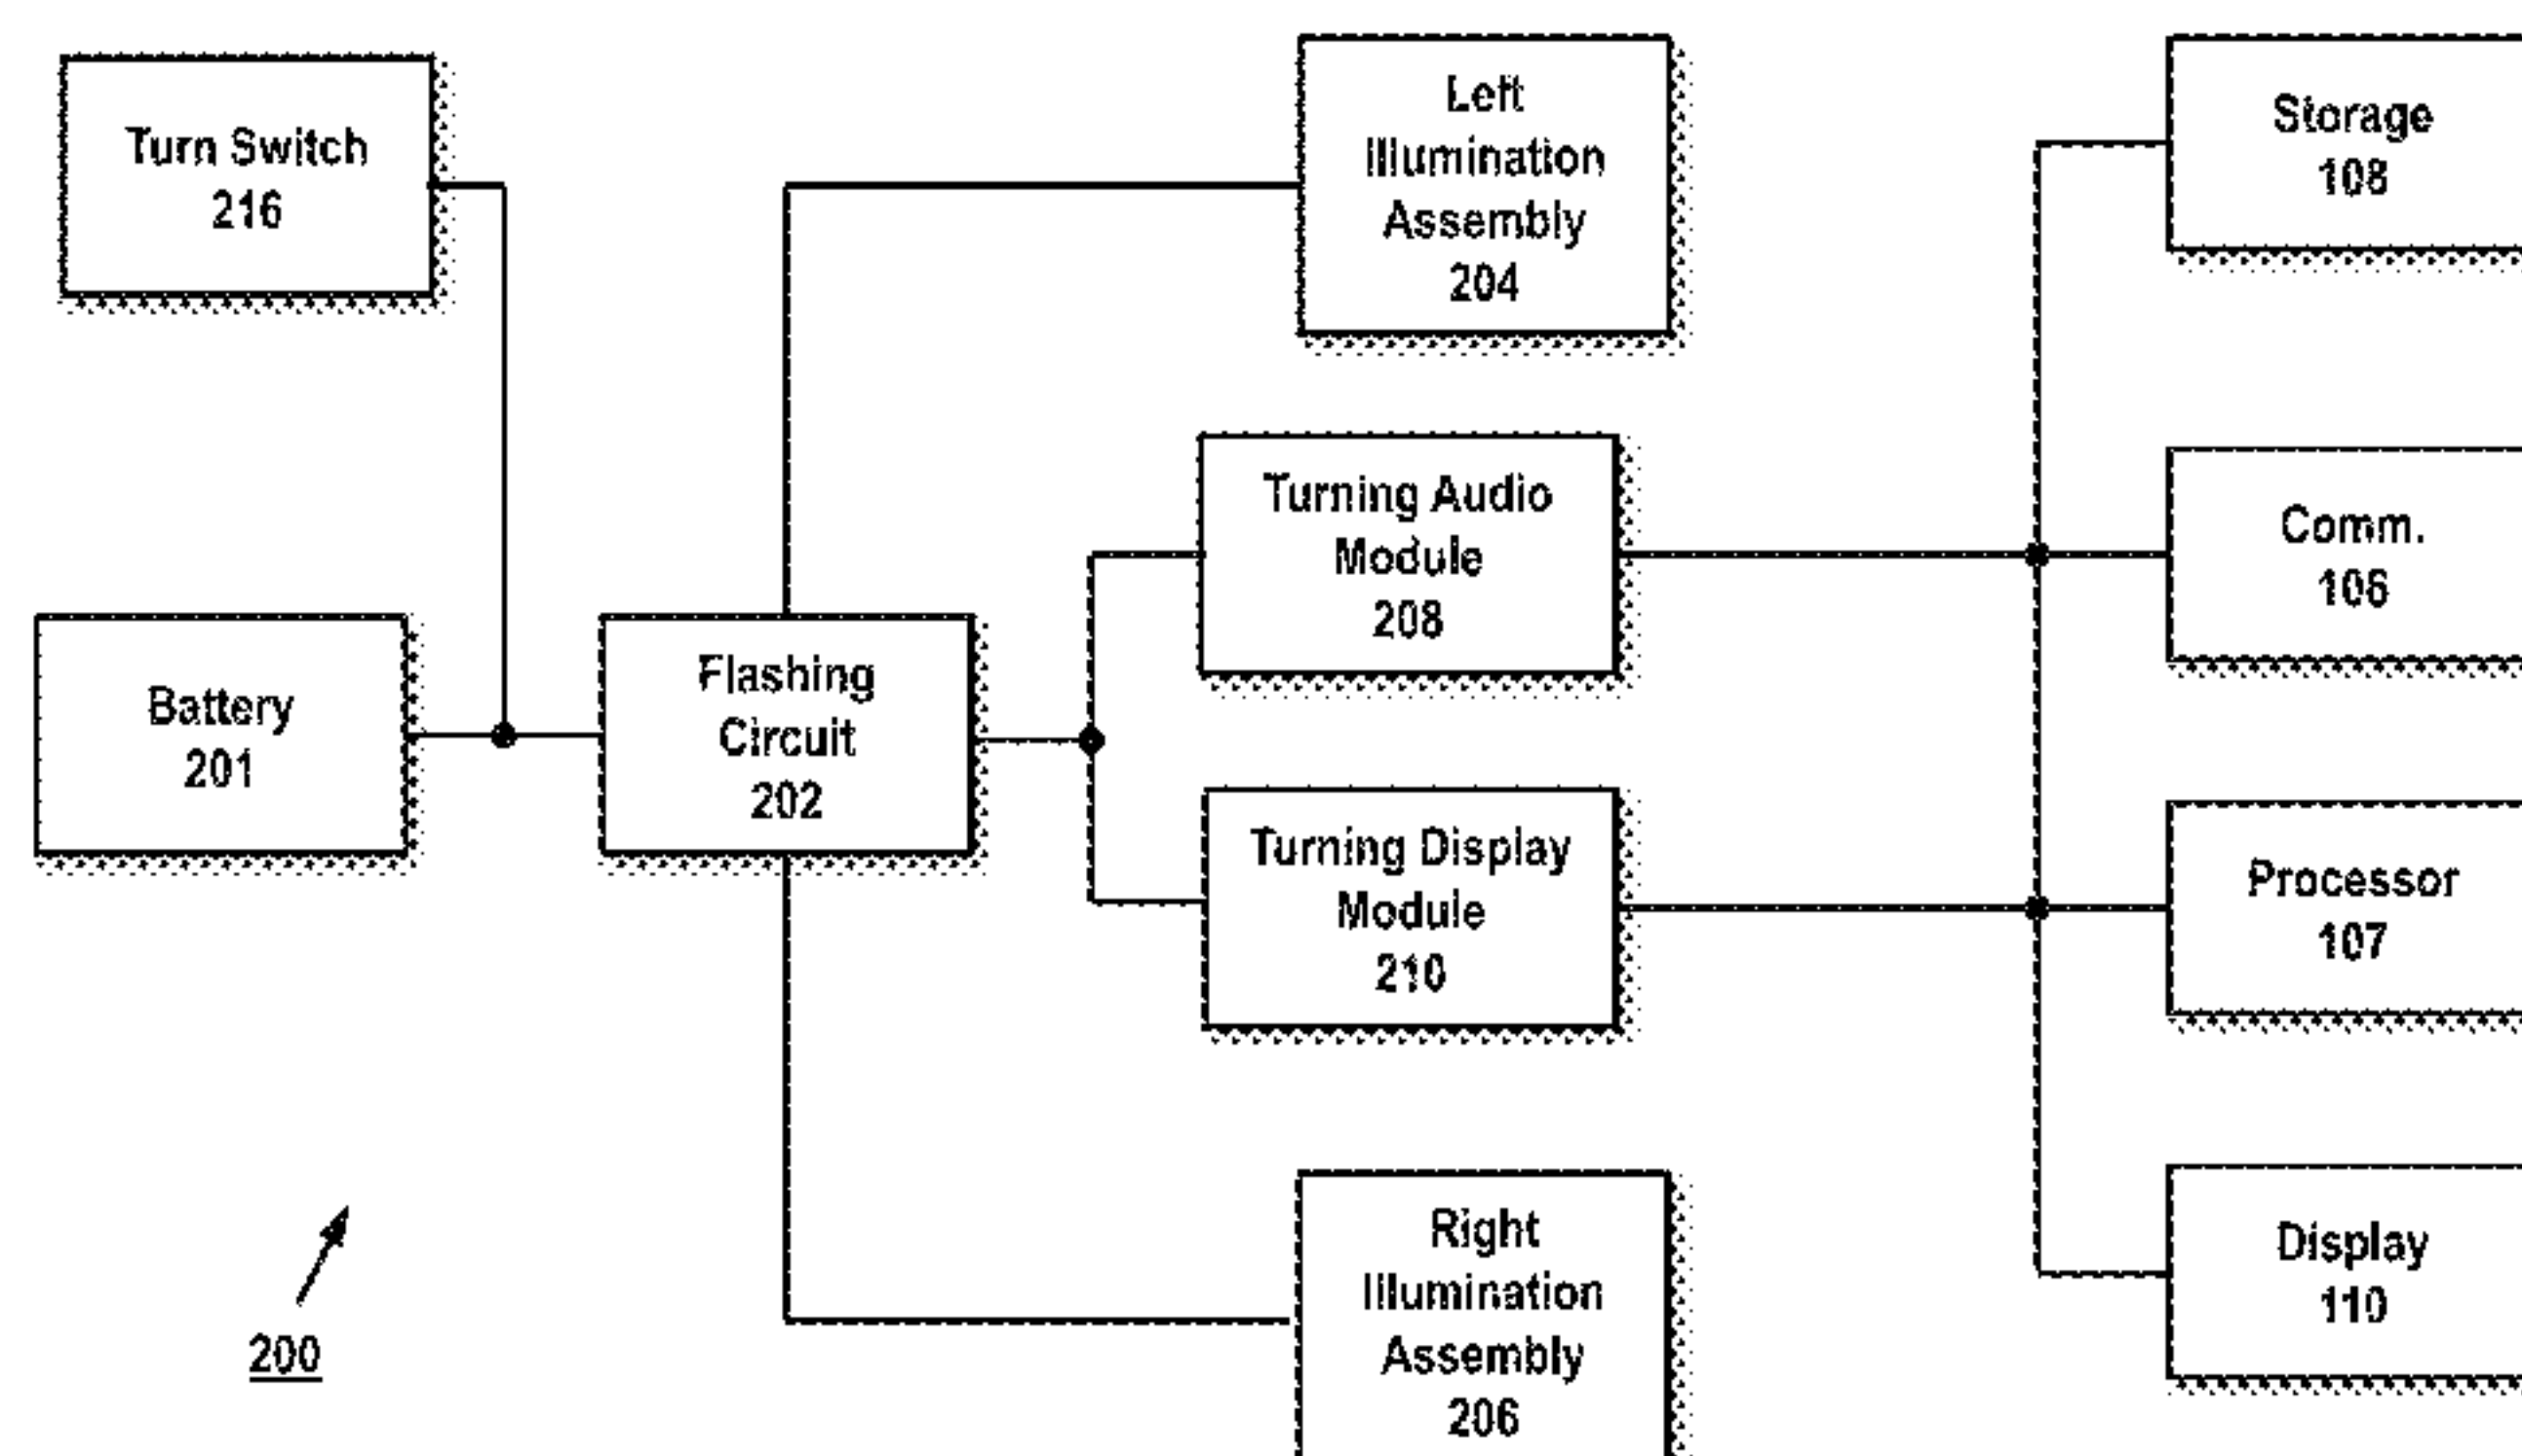 Turn Switch
216
Left
Illumination
Assembly
204
Storage
108
Turning Audio
Module
208
Comm.
106
Battery
201
Flashing
Circuit
202
Turning Display
Module
210
Processor
107
Right
Illumination
Assembly
206
Display
110
200